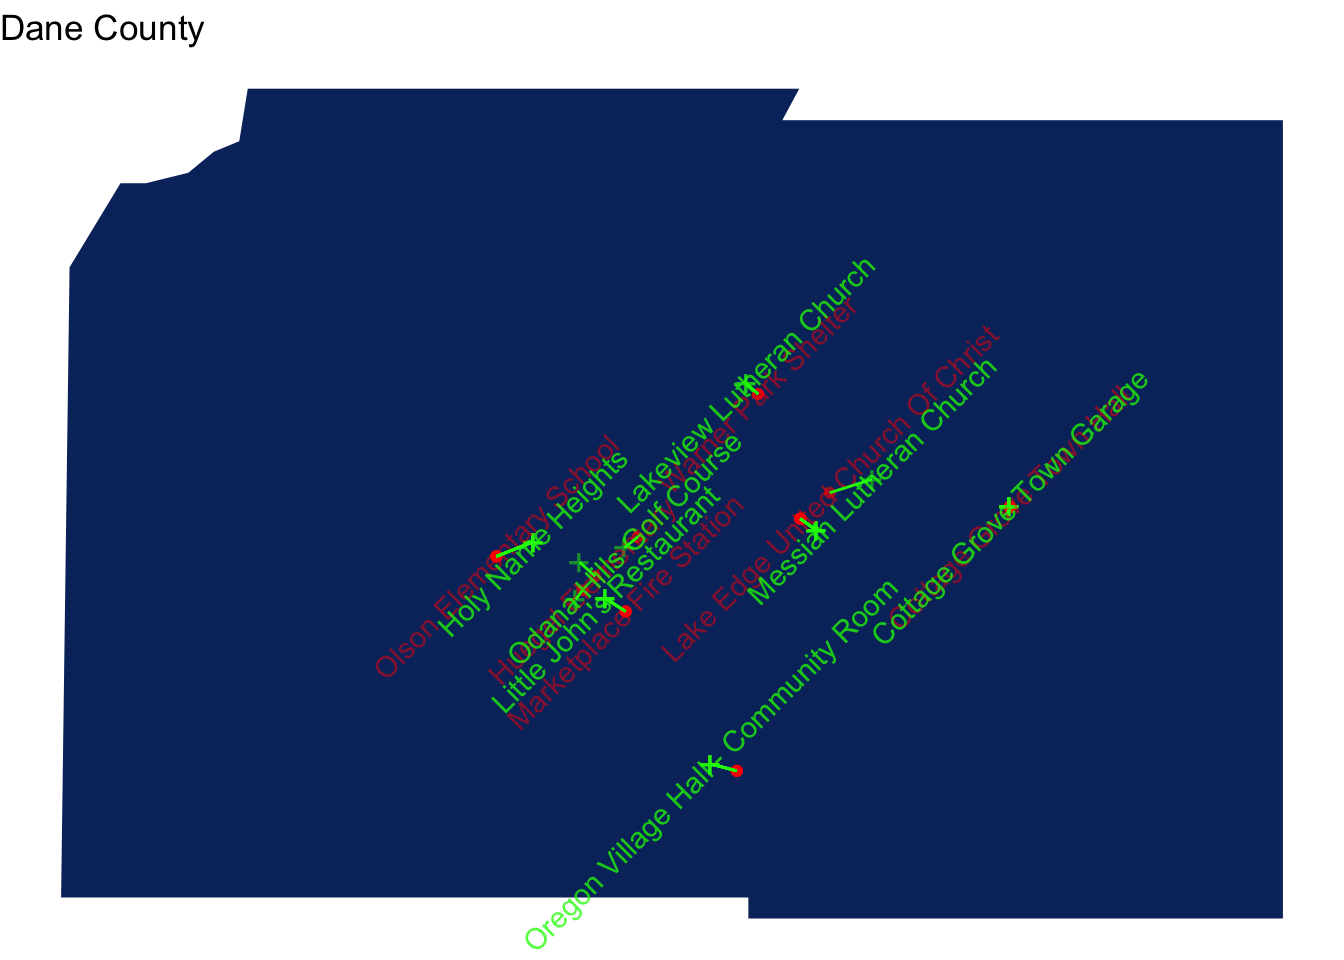 Dane County
Lakeview Lutheran Church
Warner Park Shelter
Lake Edge United Church Of Christ
Messiah Lutheran Church
Cottage Grove Town Garage
Olson Elementary School
Holy Name Heights
Odana Hills Golf Course
Little John's Restaurant
Marketplace Fire Station
Oregon Village Hall- Community Room